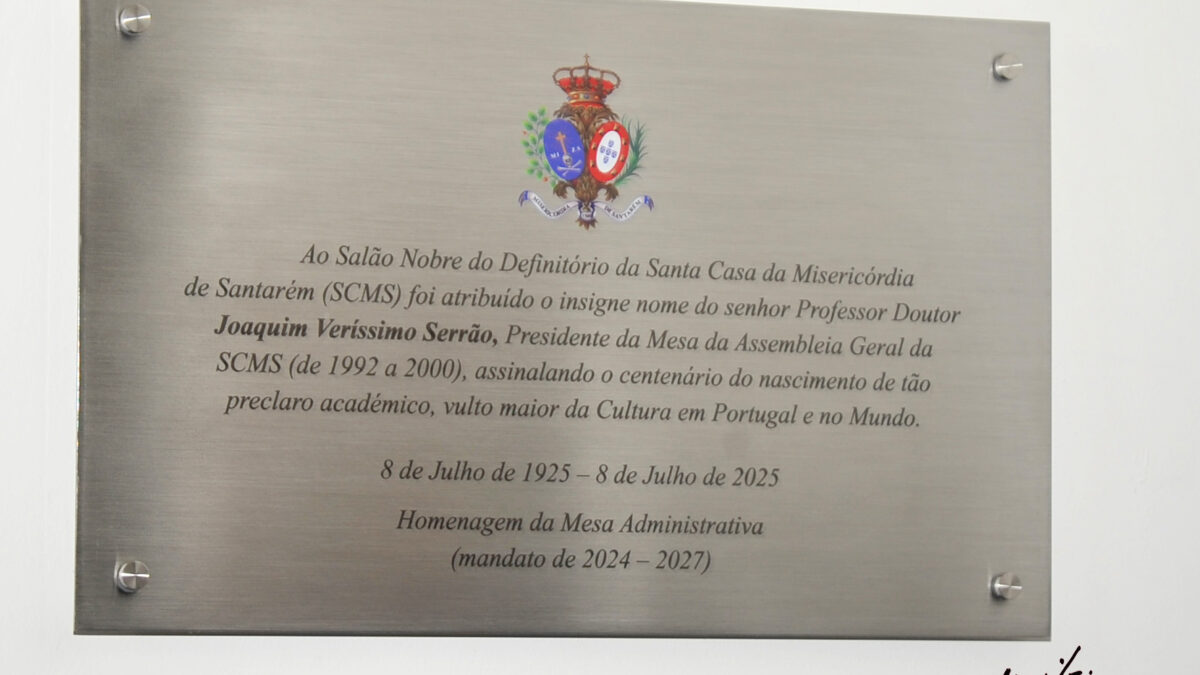 MISERICÓRDIA DE SANTARÉM
Ao Salão Nobre do Definitório da Santa Casa da Misericórdia
de Santarém (SCMS) foi atribuído o insigne nome do senhor Professor Doutor
Joaquim Veríssimo Serrão, Presidente da Mesa da Assembleia Geral da
SCMS (de 1992 a 2000), assinalando o centenário do nascimento de tão
preclaro académico, vulto maior da Cultura em Portugal e no Mundo.
8 de Julho de 1925 – 8 de Julho de 2025
Homenagem da Mesa Administrativa
(mandato de 2024 – 2027)